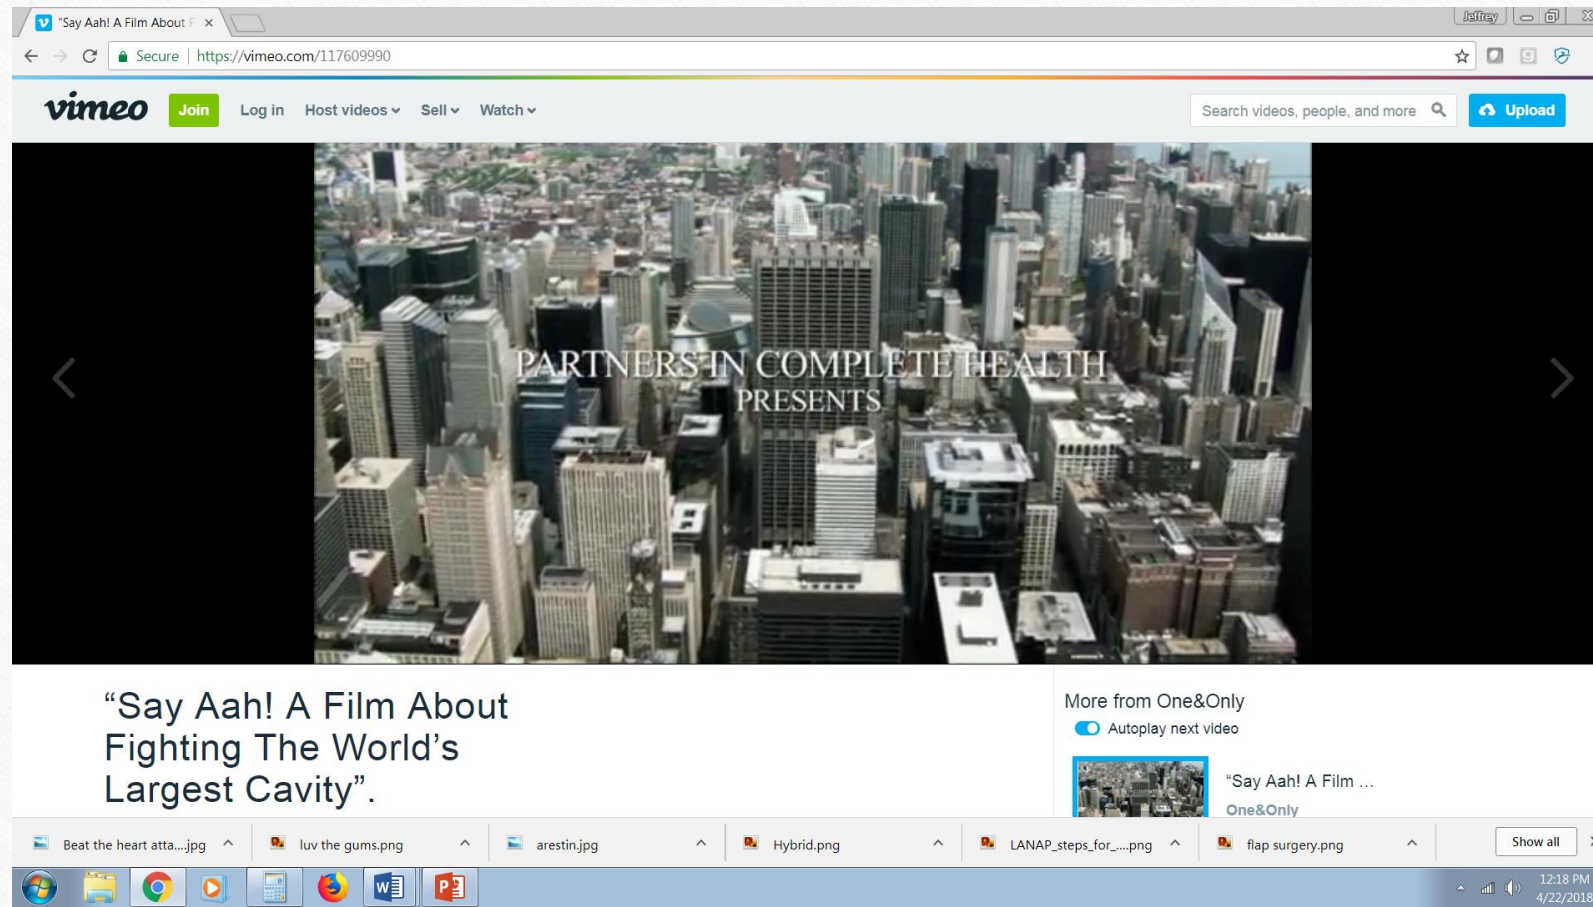 "Say Aah! A Film About F
Jeffrey
Secure | https://vimeo.com/117609990
vimeo Join Log in Host videos Sell Watch Search videos, people, and more Upload
PARTNERS IN COMPLETE HEALTH
PRESENTS
“Say Aah! A Film About
Fighting The World’s
Largest Cavity”.
More from One&Only
Autoplay next video
“Say Aah! A Film …
One&Only
Beat the heart atta....jpg luv the gums.png arestin.jpg Hybrid.png LANAP_steps_for_....png flap surgery.png Show all
12:18 PM
4/22/2018